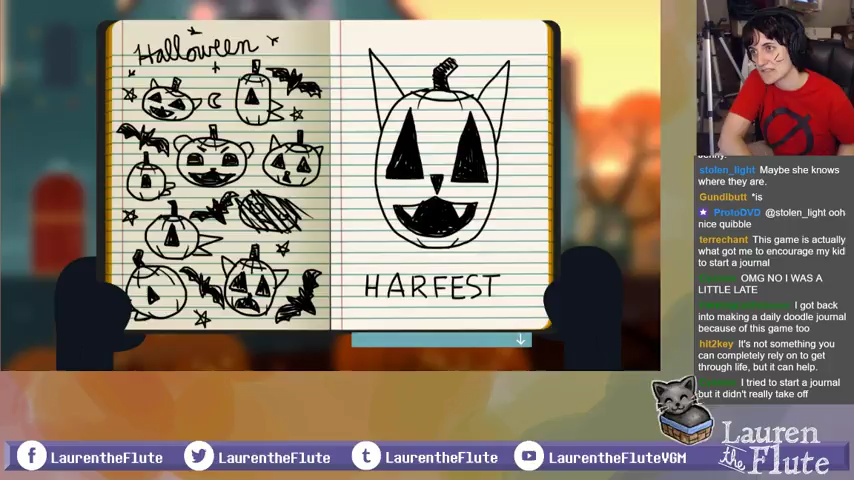 Halloween
HARFEST
stolen_light Maybe she knows
where they are.
Gundibutt *is
ProtoDVD @stolen_light ooh
nice quibble
terrechant This game is actually
what got me to encourage my kid
to start a journal
OMG NO I WAS A
LITTLE LATE
I got back
into making a daily doodle journal
because of this game too
hit2key It's not something you
can completely rely on to get
through life, but it can help.
I tried to start a journal
but it didn't really take off
Lauren
the Flute
LaurentheFlute
LaurentheFlute
LaurentheFlute
LaurentheFluteVGM